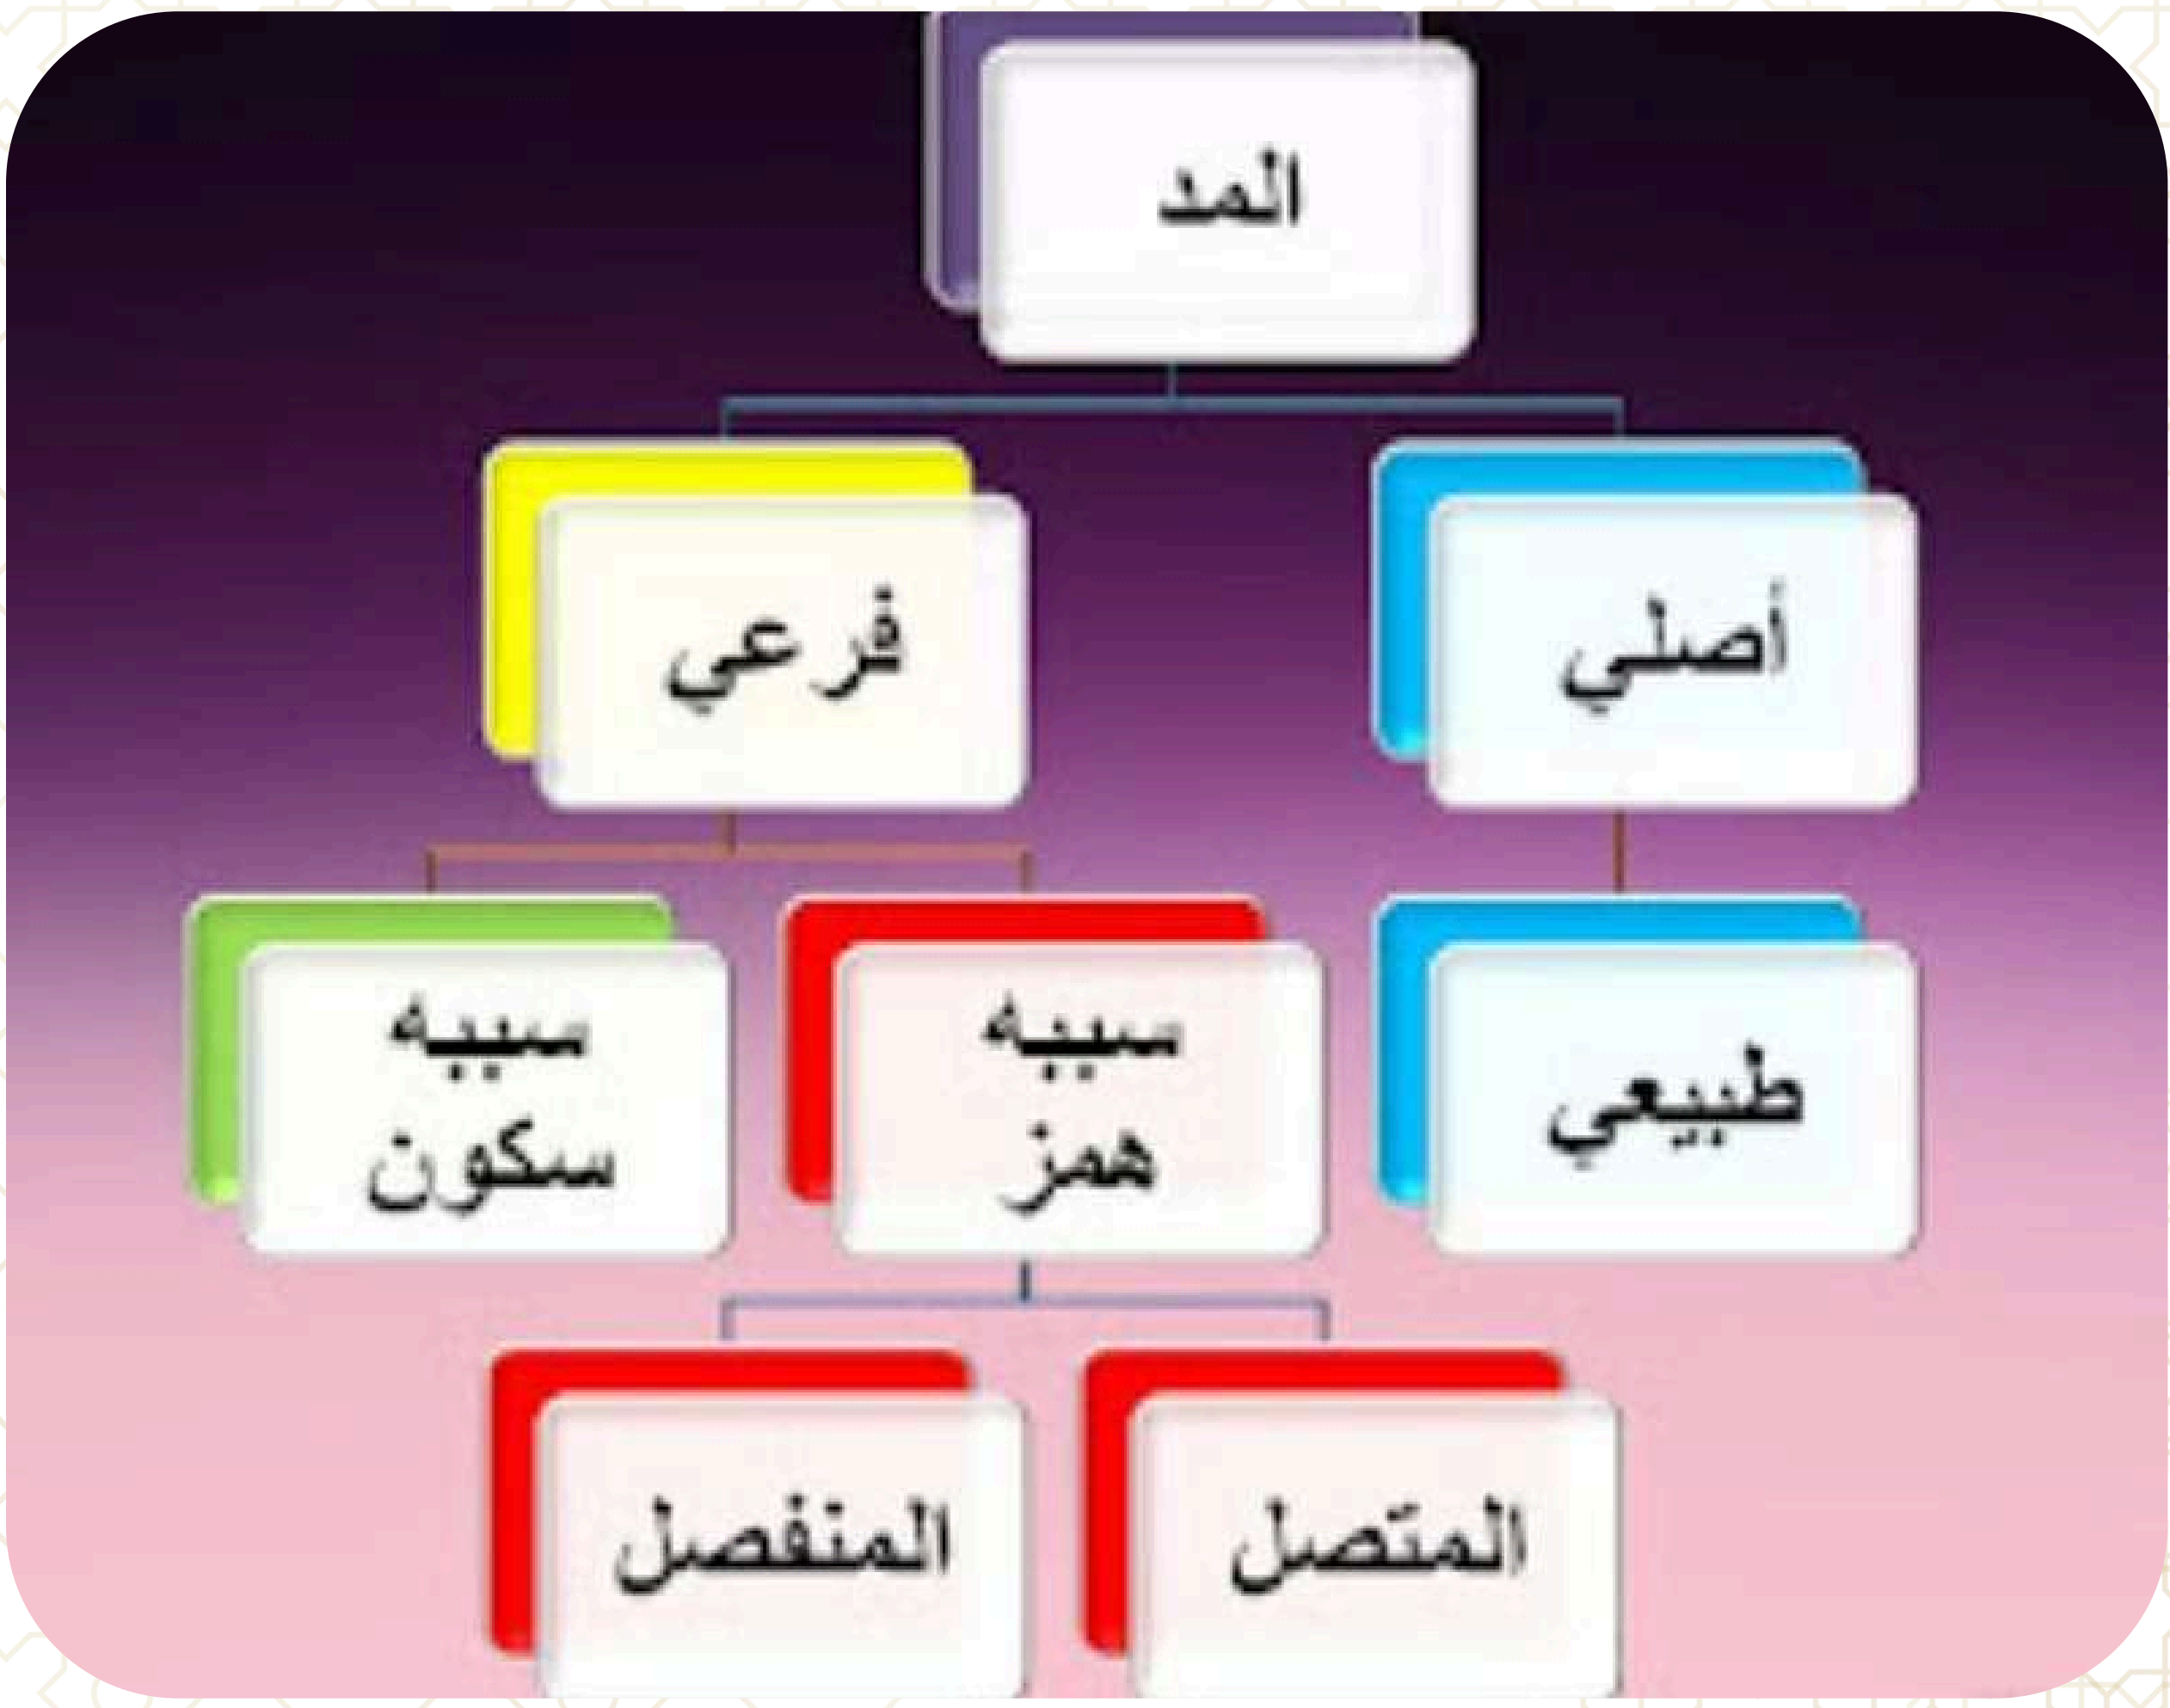 المد
أصلي
فرعي
طبيعي
سببه
همز
سببه
سكون
المتصل
المنفصل